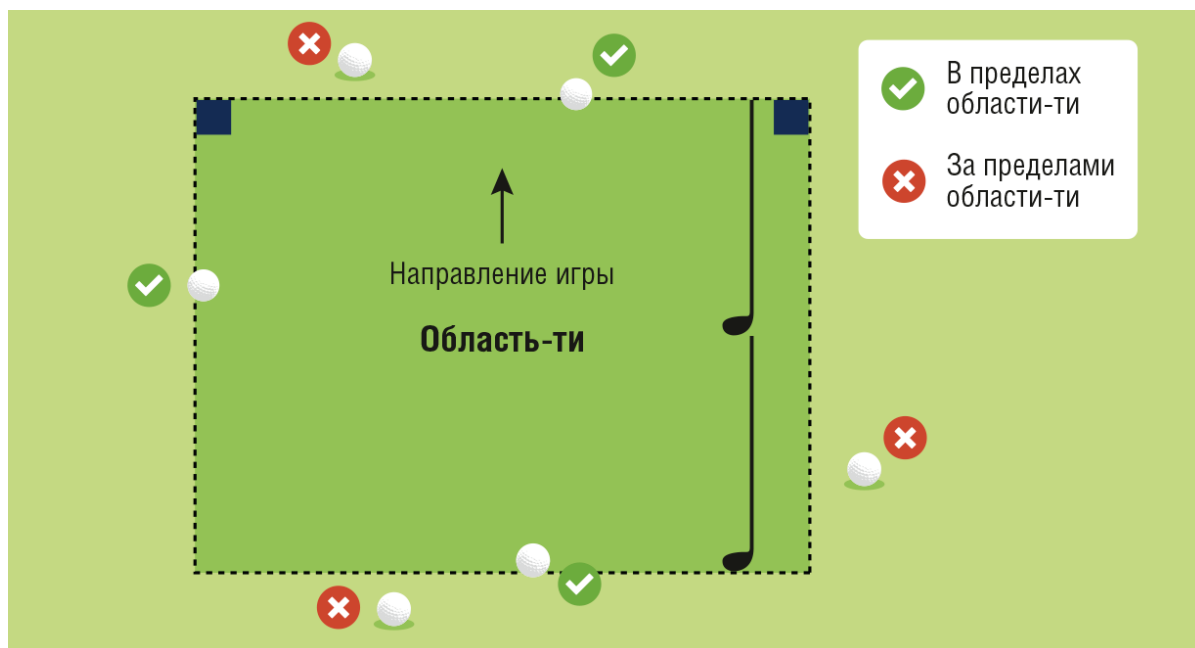 В пределах
области-ти
За пределами
области-ти
Направление игры
Область-ти